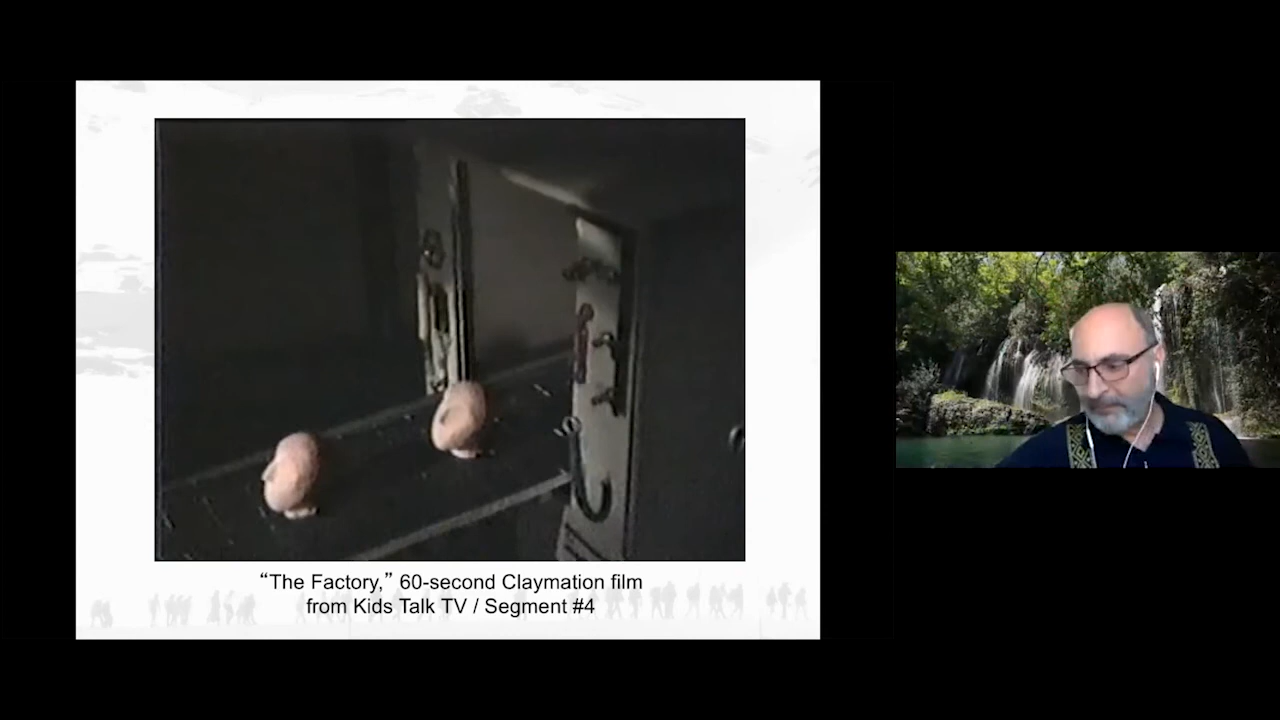 “The Factory,” 60-second Claymation film
from Kids Talk TV / Segment #4